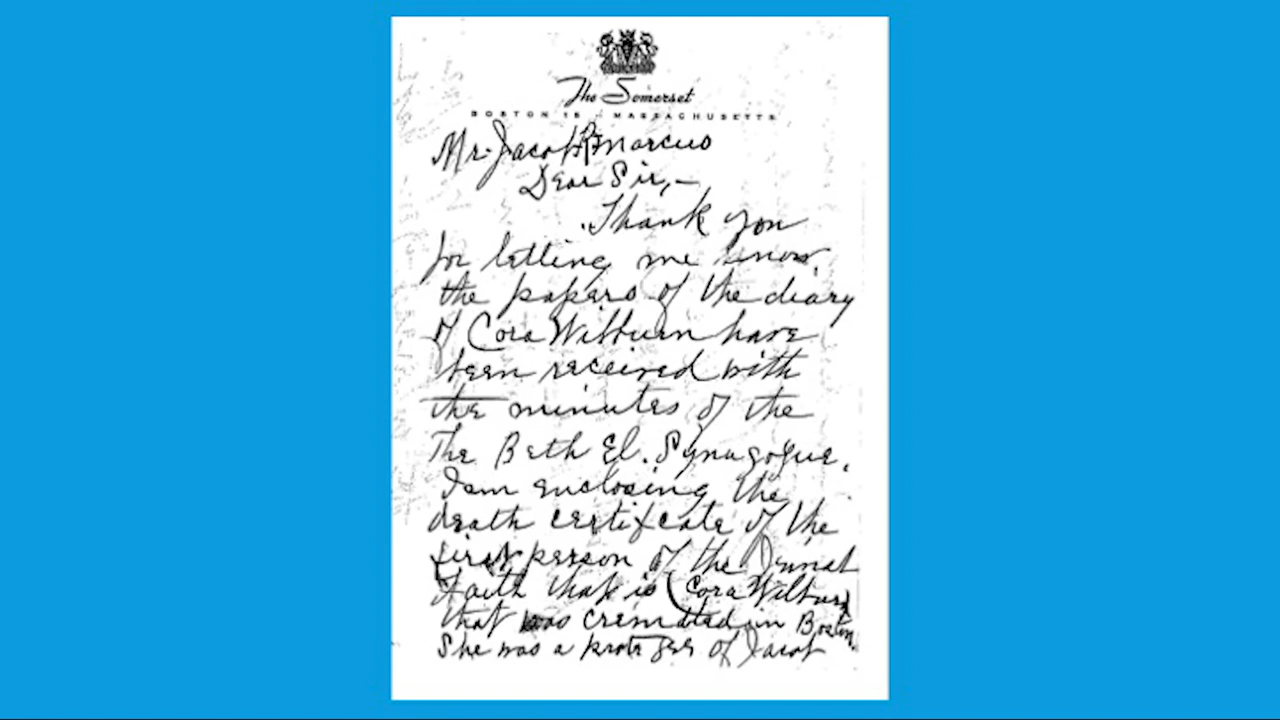 The Somerset
BOSTON 15 MASSACHUSETTS
Mr. Jacob R Marcus
Dear Sir,—
Thank you
for letting me know
the papers of the diary
of Cora Wilburn have
been received with
the minutes of the
The Beth El. Synagogue.
I am enclosing the
death certificate of the
first person of the
Faith that is (Cora Wilburn)
that was cremated in Boston.
She was a protegee of Jacob